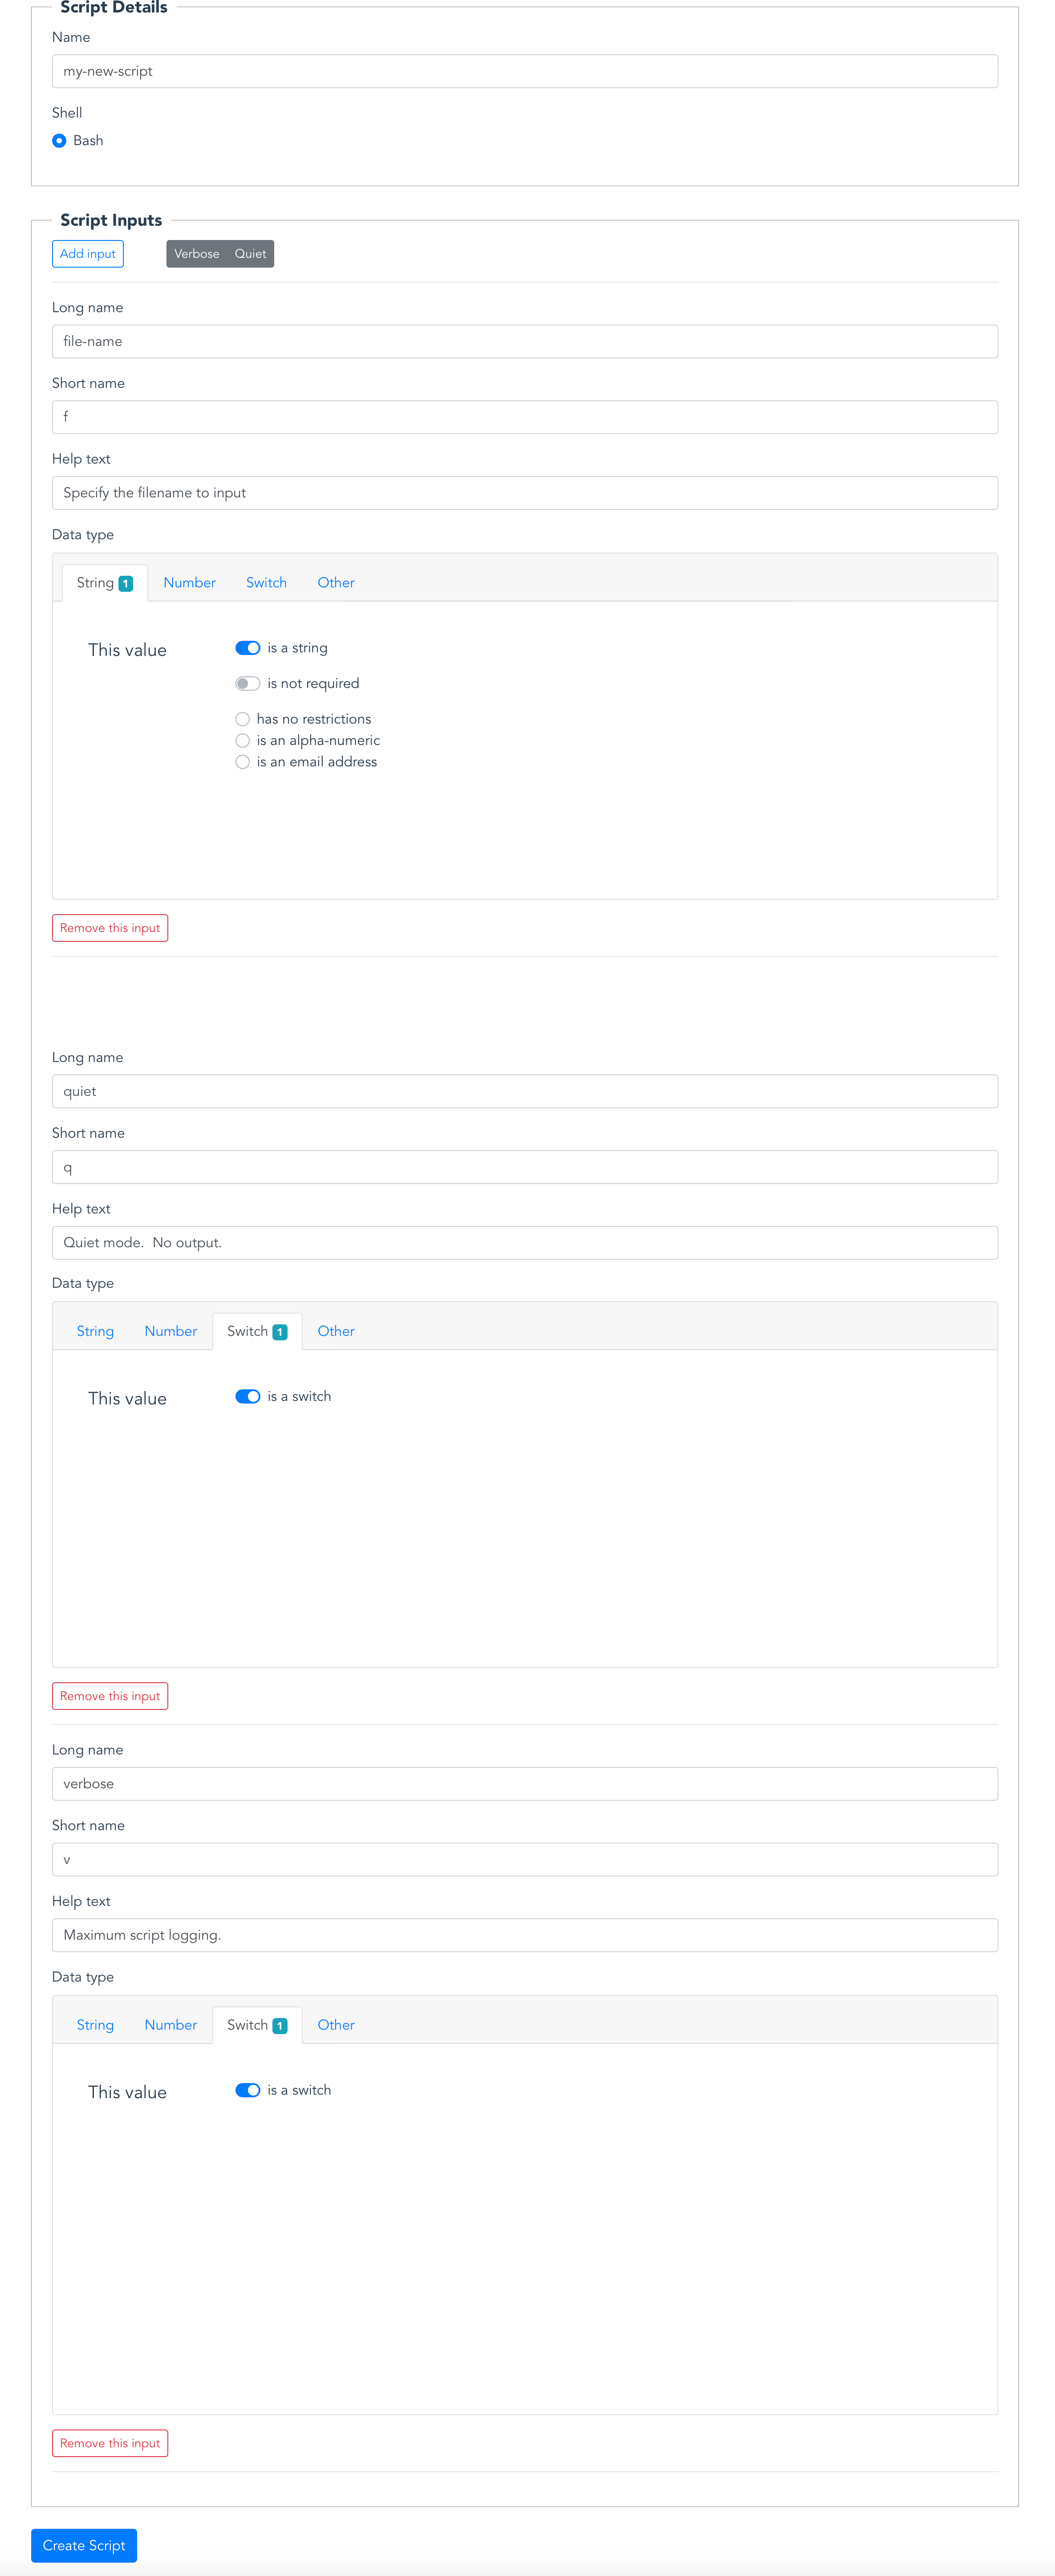 Script Details
Name
my-new-script
Shell
Bash
Script Inputs
Add input Verbose Quiet
Long name
file-name
Short name
f
Help text
Specify the filename to input
Data type
String 1 Number Switch Other
This value is a string
is not required
has no restrictions
is an alpha-numeric
is an email address
Remove this input
Long name
quiet
Short name
q
Help text
Quiet mode.  No output.
Data type
String Number Switch 1 Other
This value is a switch
Remove this input
Long name
verbose
Short name
v
Help text
Maximum script logging.
Data type
String Number Switch 1 Other
This value is a switch
Remove this input
Create Script